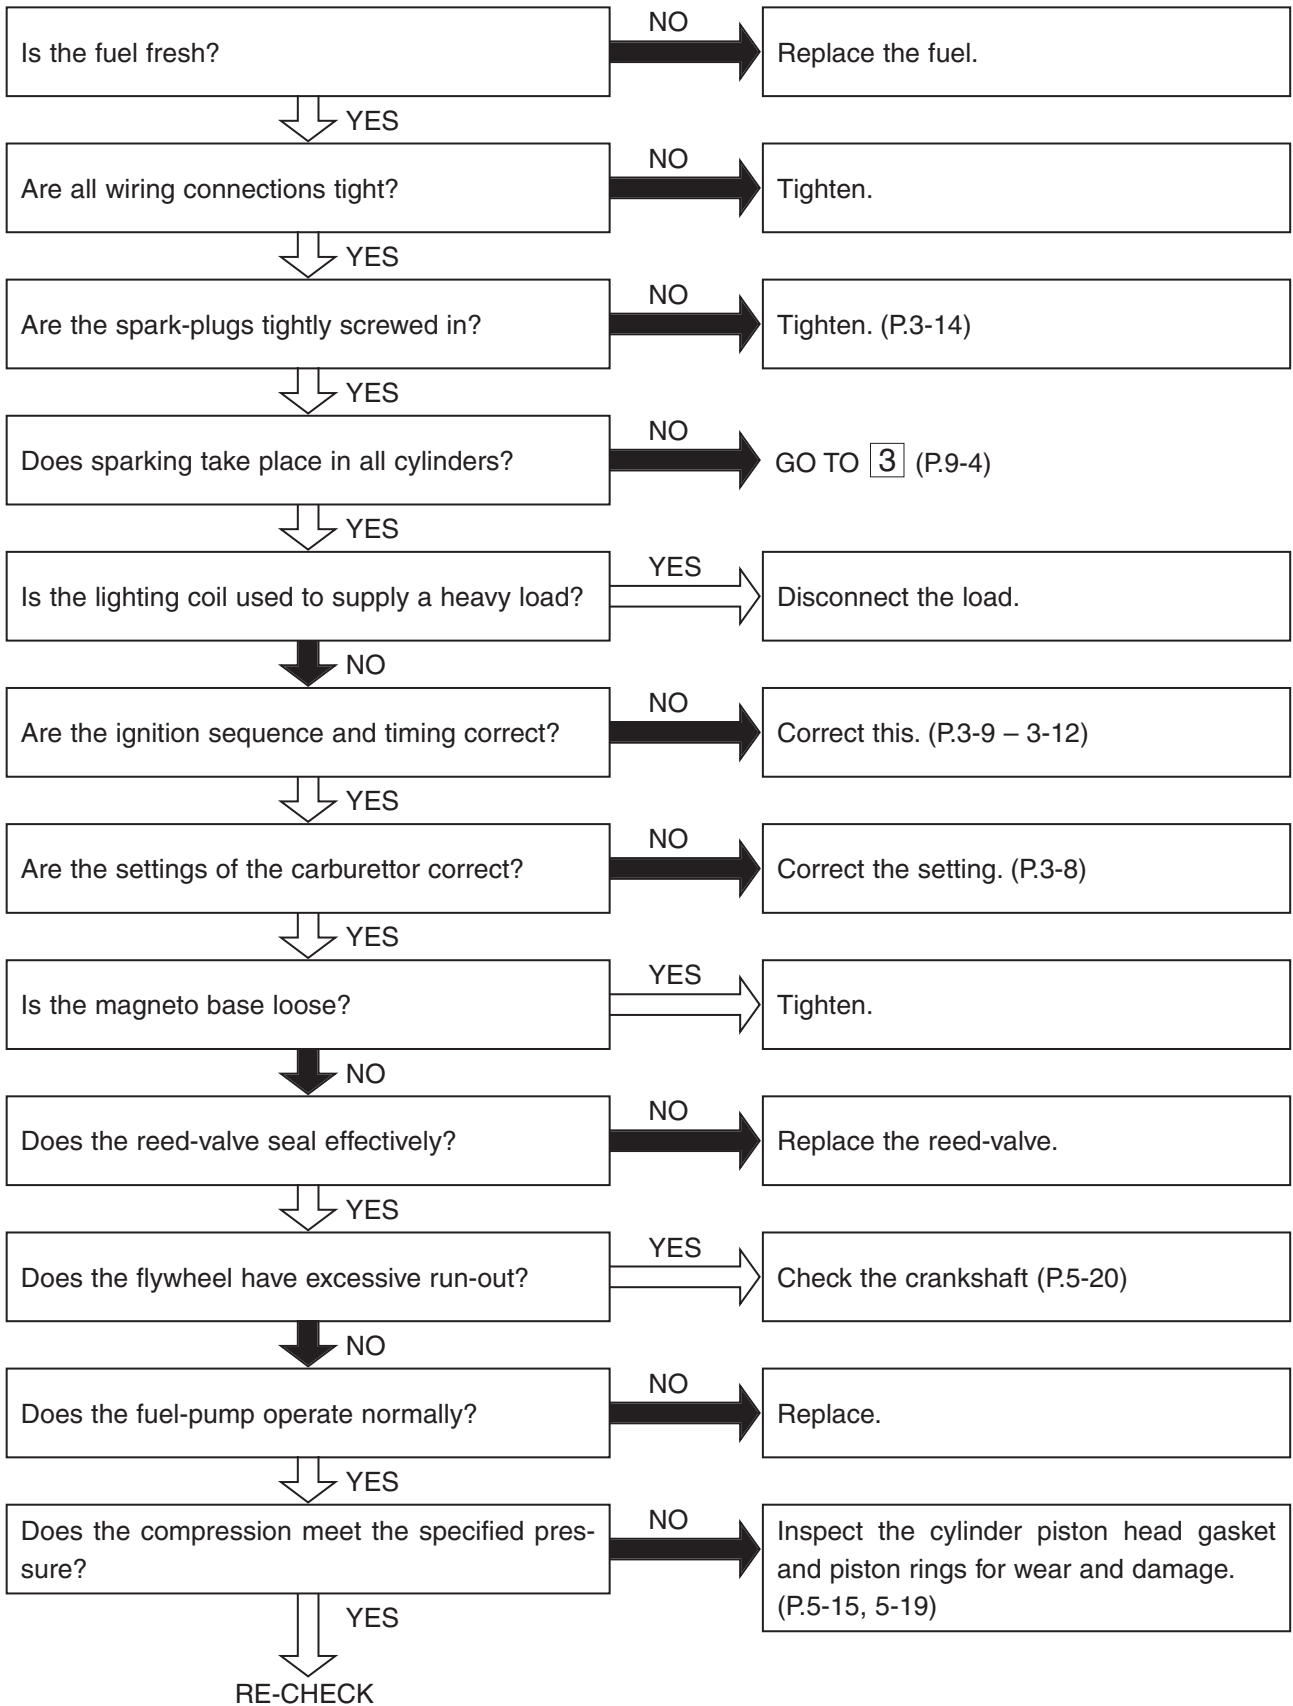 Is the fuel fresh?
NO
Replace the fuel.
YES
Are all wiring connections tight?
NO
Tighten.
YES
Are the spark-plugs tightly screwed in?
NO
Tighten. (P.3-14)
YES
Does sparking take place in all cylinders?
NO
GO TO 3 (P.9-4)
YES
Is the lighting coil used to supply a heavy load?
YES
Disconnect the load.
NO
Are the ignition sequence and timing correct?
NO
Correct this. (P.3-9 – 3-12)
YES
Are the settings of the carburettor correct?
NO
Correct the setting. (P.3-8)
YES
Is the magneto base loose?
YES
Tighten.
NO
Does the reed-valve seal effectively?
NO
Replace the reed-valve.
YES
Does the flywheel have excessive run-out?
YES
Check the crankshaft (P.5-20)
NO
Does the fuel-pump operate normally?
NO
Replace.
YES
Does the compression meet the specified pres-
sure?
NO
Inspect the cylinder piston head gasket
and piston rings for wear and damage.
(P.5-15, 5-19)
YES
RE-CHECK